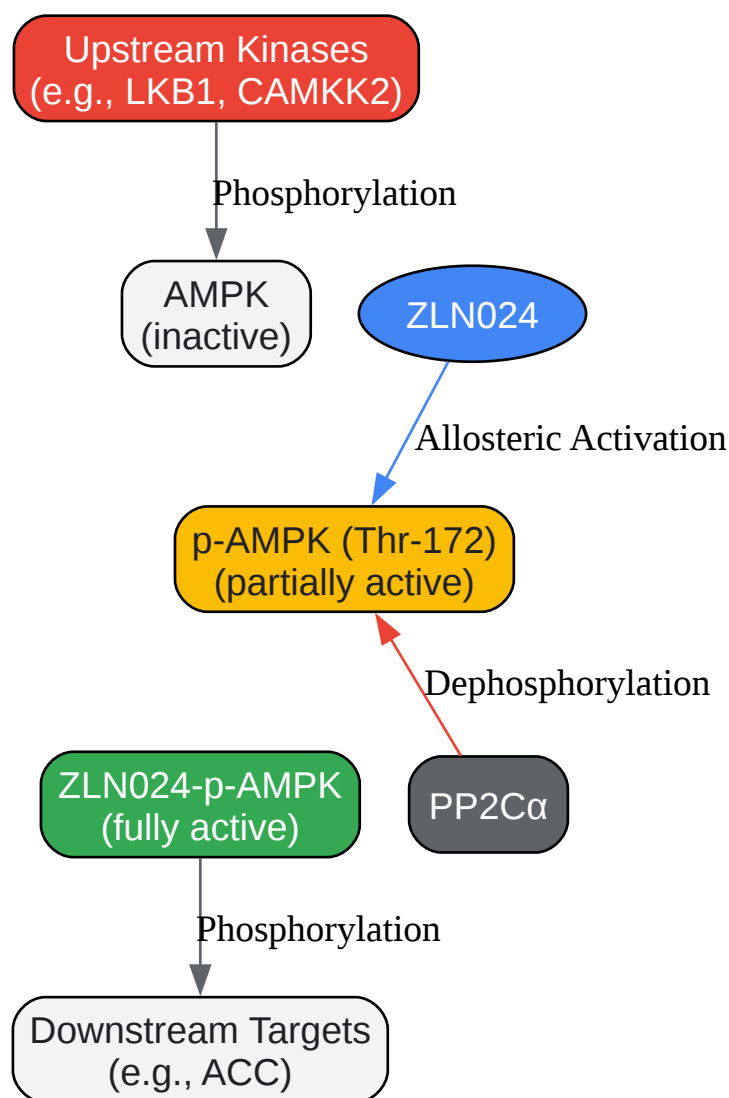 Upstream Kinases
(e.g., LKB1, CAMKK2)
Phosphorylation
AMPK
(inactive)
ZLN024
Allosteric Activation
p-AMPK (Thr-172)
(partially active)
Dephosphorylation
ZLN024-p-AMPK
(fully active)
PP2Cα
Phosphorylation
Downstream Targets
(e.g., ACC)